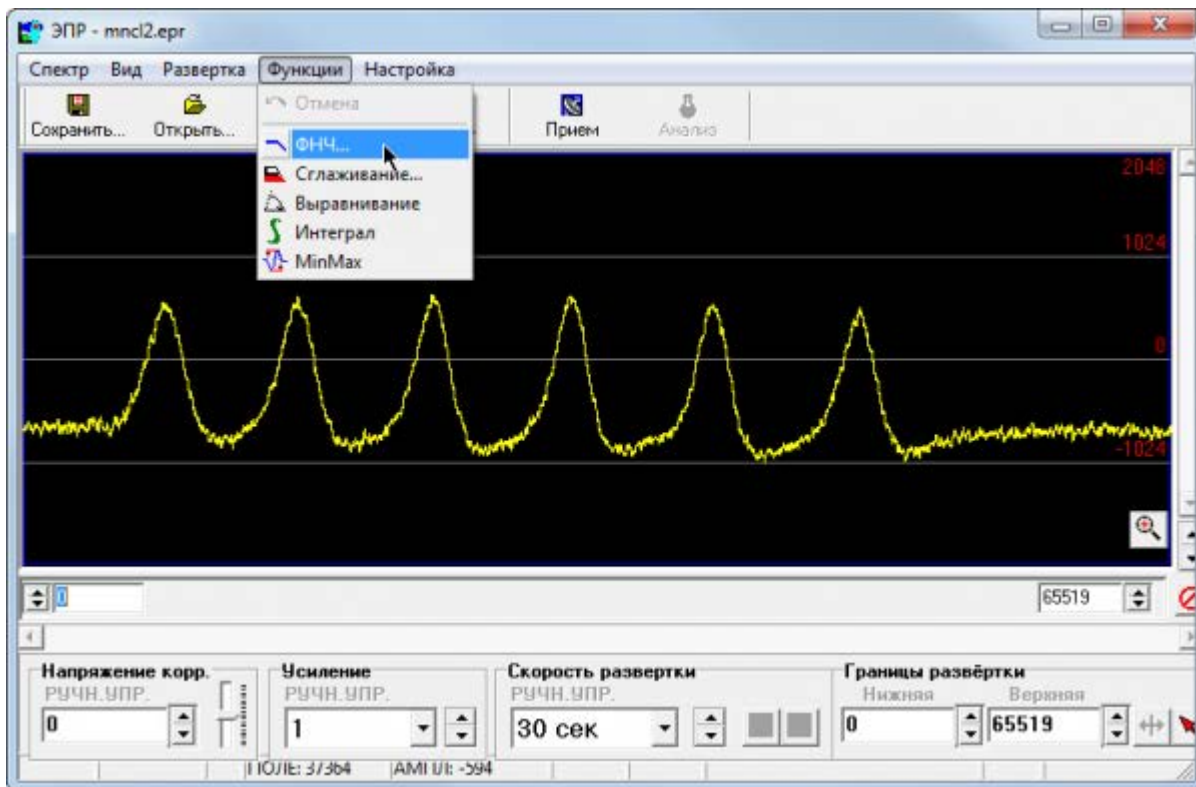 ЭПР - mncl2.epr
Спектр Вид Развертка Функции Настройка
Отмена
Сохранить... Открыть... Прием Анализ
ФНЧ...
Сглаживание...
Выравнивание
Интеграл
MinMax
2048
1024
0
-1024
0 65519
Напряжение корр. Усиление Скорость развертки Границы развёртки
РУЧН.УПР. РУЧН.УПР. РУЧН.УПР. Нижняя Верхняя
0 1 30 сек 0 65519
ПОЛЕ: 37364 АМПЛ: -594